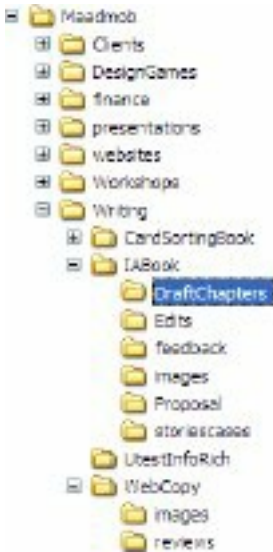 Maadmob
Clients
DesignGames
finance
presentations
websites
Workshops
Writing
CardSortingBook
IABook
DraftChapters
Edits
feedback
images
Proposal
storiescases
UtestInfoRich
WebCopy
images
reviews